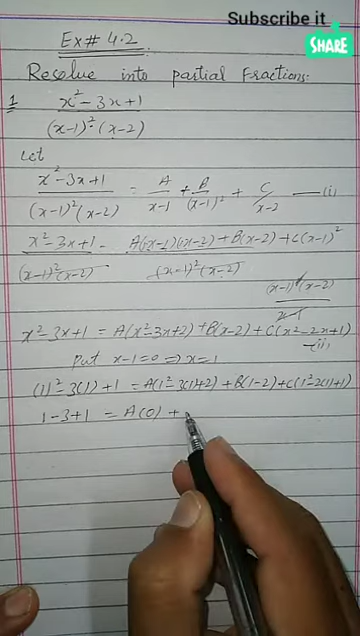 Subscribe it
SHARE
Ex# 4.2
Resolve into partial fractions:
1 x²-3x+1
(x-1)²(x-2)
Let
x²-3x+1 / (x-1)²(x-2) = A/x-1 + B/(x-1)² + C/x-2 —(i)
x²-3x+1 / (x-1)²(x-2) = A(x-1)(x-2)+B(x-2)+C(x-1)² / (x-1)²(x-2)
(x-1)²(x-2) / x-1
x²-3x+1 = A(x²-3x+2)+B(x-2)+C(x²-2x+1) —(ii)
Put x-1=0 ⇒ x=1
(1)²-3(1)+1 = A(1²-3(1)+2)+B(1-2)+C(1²-2(1)+1)
1-3+1 = A(0) +